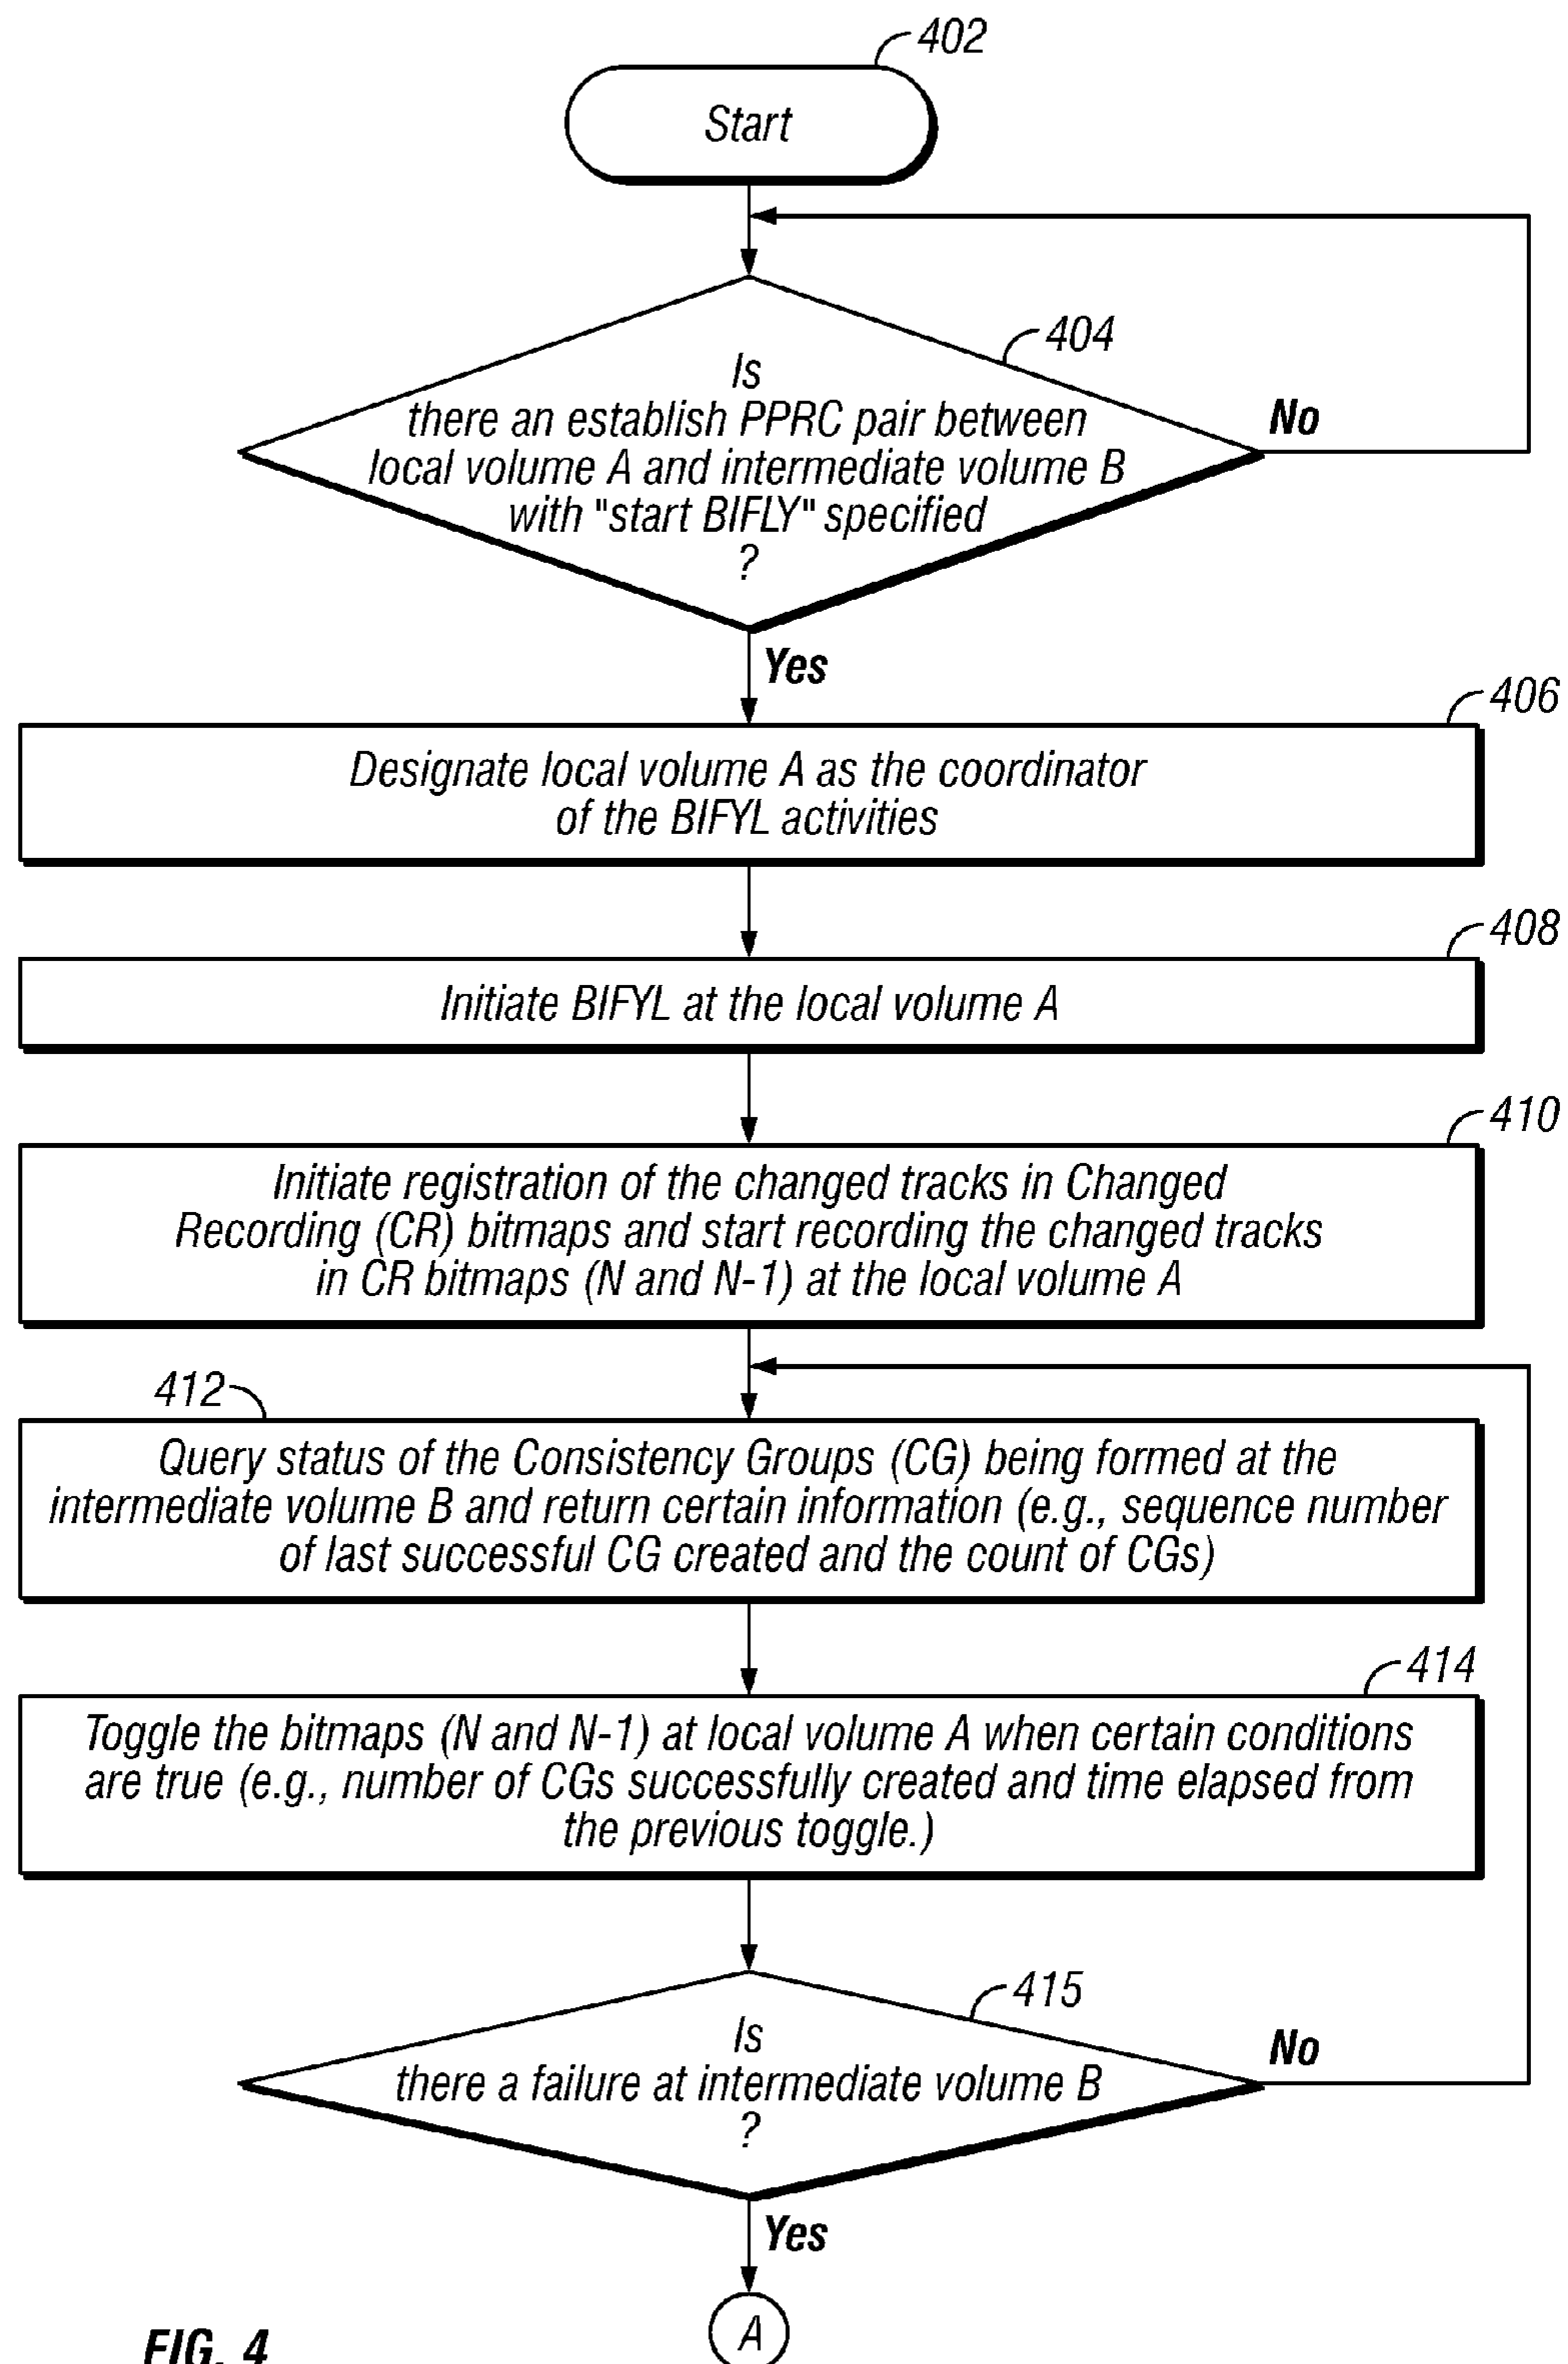 402
Start
404
Is
there an establish PPRC pair between
local volume A and intermediate volume B
with "start BIFLY" specified
?
No
Yes
406
Designate local volume A as the coordinator
of the BIFYL activities
408
Initiate BIFYL at the local volume A
410
Initiate registration of the changed tracks in Changed
Recording (CR) bitmaps and start recording the changed tracks
in CR bitmaps (N and N-1) at the local volume A
412
Query status of the Consistency Groups (CG) being formed at the
intermediate volume B and return certain information (e.g., sequence number
of last successful CG created and the count of CGs)
414
Toggle the bitmaps (N and N-1) at local volume A when certain conditions
are true (e.g., number of CGs successfully created and time elapsed from
the previous toggle.)
415
Is
there a failure at intermediate volume B
?
No
Yes
A
FIG. 4